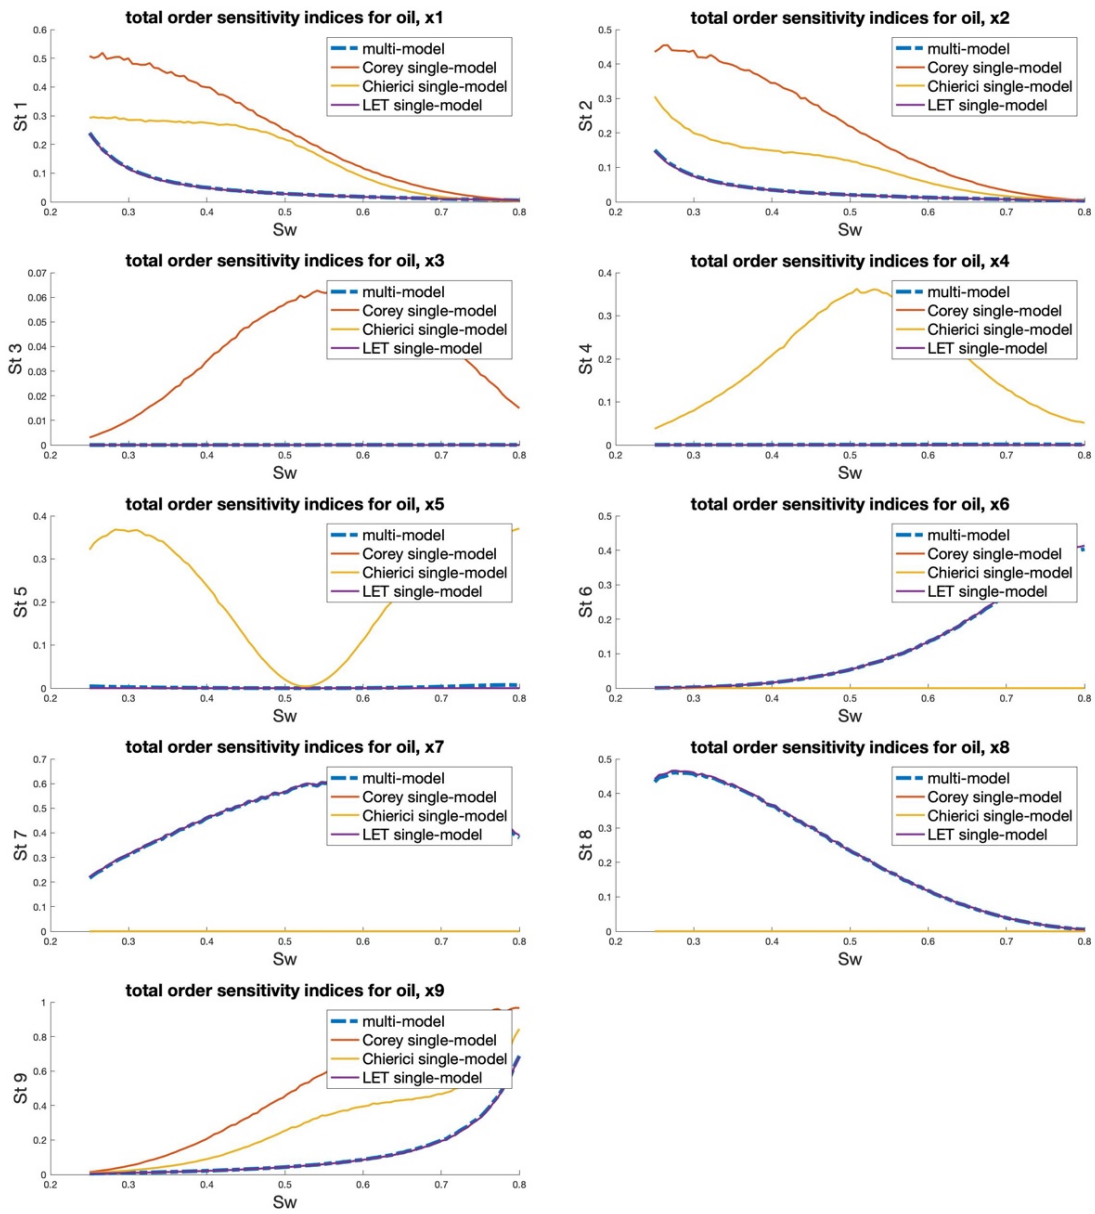 total order sensitivity indices for oil, x1
0.6
0.5
0.4
0.3
0.2
0.1
0
St 1
multi-model
Corey single-model
Chierici single-model
LET single-model
0.2 0.3 0.4 0.5 0.6 0.7 0.8
Sw
total order sensitivity indices for oil, x2
0.5
0.4
0.3
0.2
0.1
0
St 2
multi-model
Corey single-model
Chierici single-model
LET single-model
0.2 0.3 0.4 0.5 0.6 0.7 0.8
Sw
total order sensitivity indices for oil, x3
0.07
0.06
0.05
0.04
0.03
0.02
0.01
0
St 3
multi-model
Corey single-model
Chierici single-model
LET single-model
0.2 0.3 0.4 0.5 0.6 0.7 0.8
Sw
total order sensitivity indices for oil, x4
0.4
0.3
0.2
0.1
0
St 4
multi-model
Corey single-model
Chierici single-model
LET single-model
0.2 0.3 0.4 0.5 0.6 0.7 0.8
Sw
total order sensitivity indices for oil, x5
0.4
0.3
0.2
0.1
0
St 5
multi-model
Corey single-model
Chierici single-model
LET single-model
0.2 0.3 0.4 0.5 0.6 0.7 0.8
Sw
total order sensitivity indices for oil, x6
0.5
0.4
0.3
0.2
0.1
0
St 6
multi-model
Corey single-model
Chierici single-model
LET single-model
0.2 0.3 0.4 0.5 0.6 0.7 0.8
Sw
total order sensitivity indices for oil, x7
0.7
0.6
0.5
0.4
0.3
0.2
0.1
0
St 7
multi-model
Corey single-model
Chierici single-model
LET single-model
0.2 0.3 0.4 0.5 0.6 0.7 0.8
Sw
total order sensitivity indices for oil, x8
0.5
0.4
0.3
0.2
0.1
0
St 8
multi-model
Corey single-model
Chierici single-model
LET single-model
0.2 0.3 0.4 0.5 0.6 0.7 0.8
Sw
total order sensitivity indices for oil, x9
1
0.8
0.6
0.4
0.2
0
St 9
multi-model
Corey single-model
Chierici single-model
LET single-model
0.2 0.3 0.4 0.5 0.6 0.7 0.8
Sw